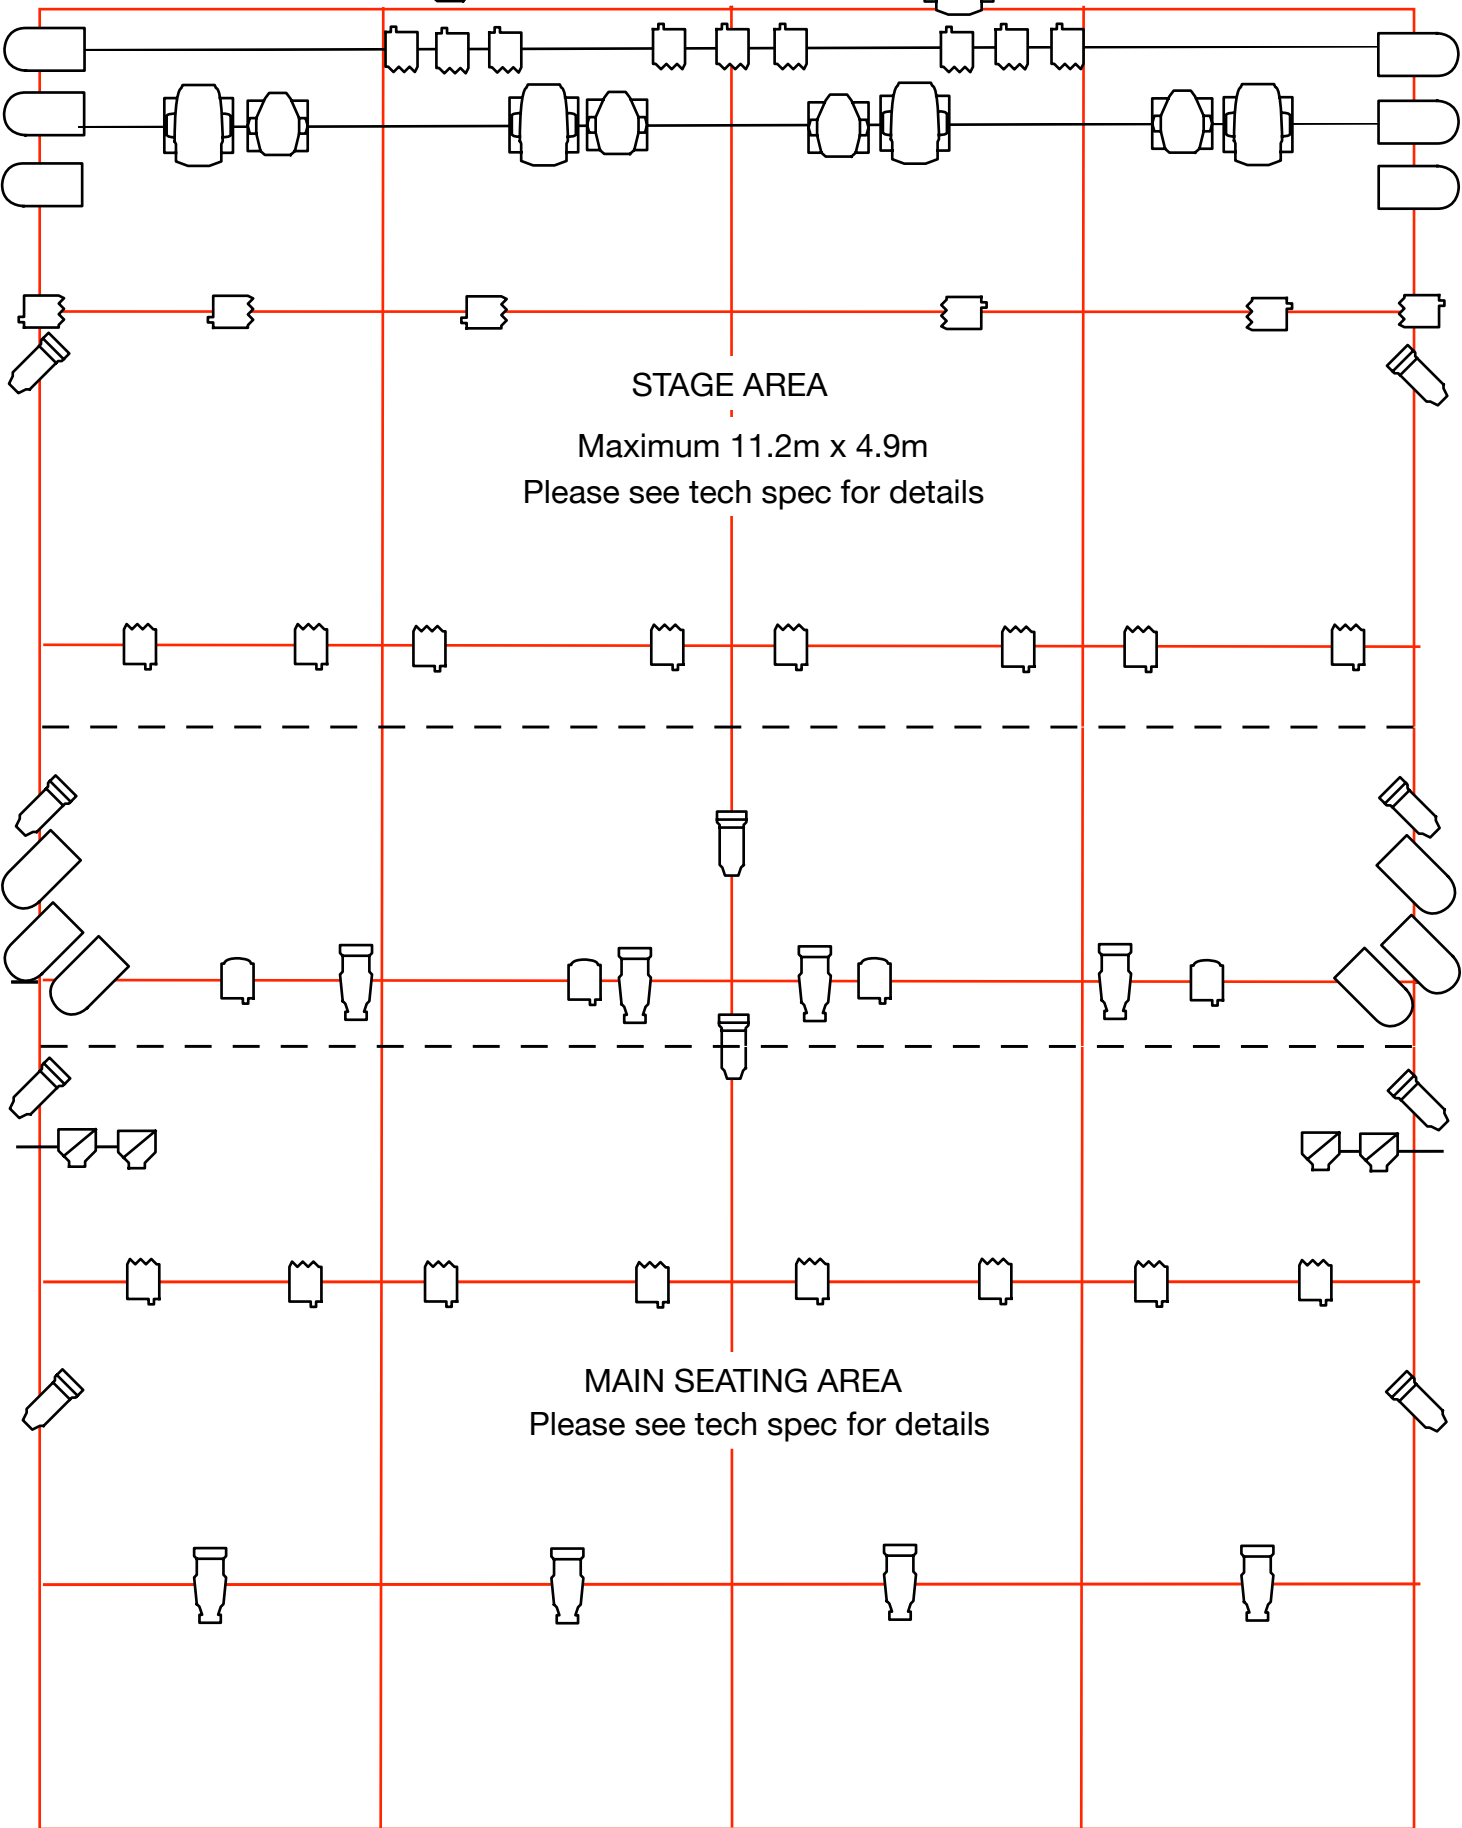 STAGE AREA
Maximum 11.2m x 4.9m
Please see tech spec for details
MAIN SEATING AREA
Please see tech spec for details